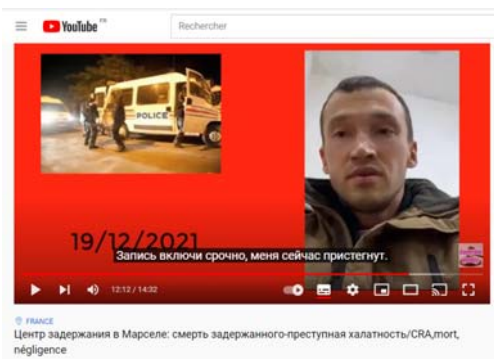 YouTube FR
Rechercher
POLICE
19/12/2021
Запись включи срочно, меня сейчас пристегнут.
12:12 / 14:32
FRANCE
Центр задержания в Марселе: смерть задержанного-преступная халатность/CRA,mort,
négligence